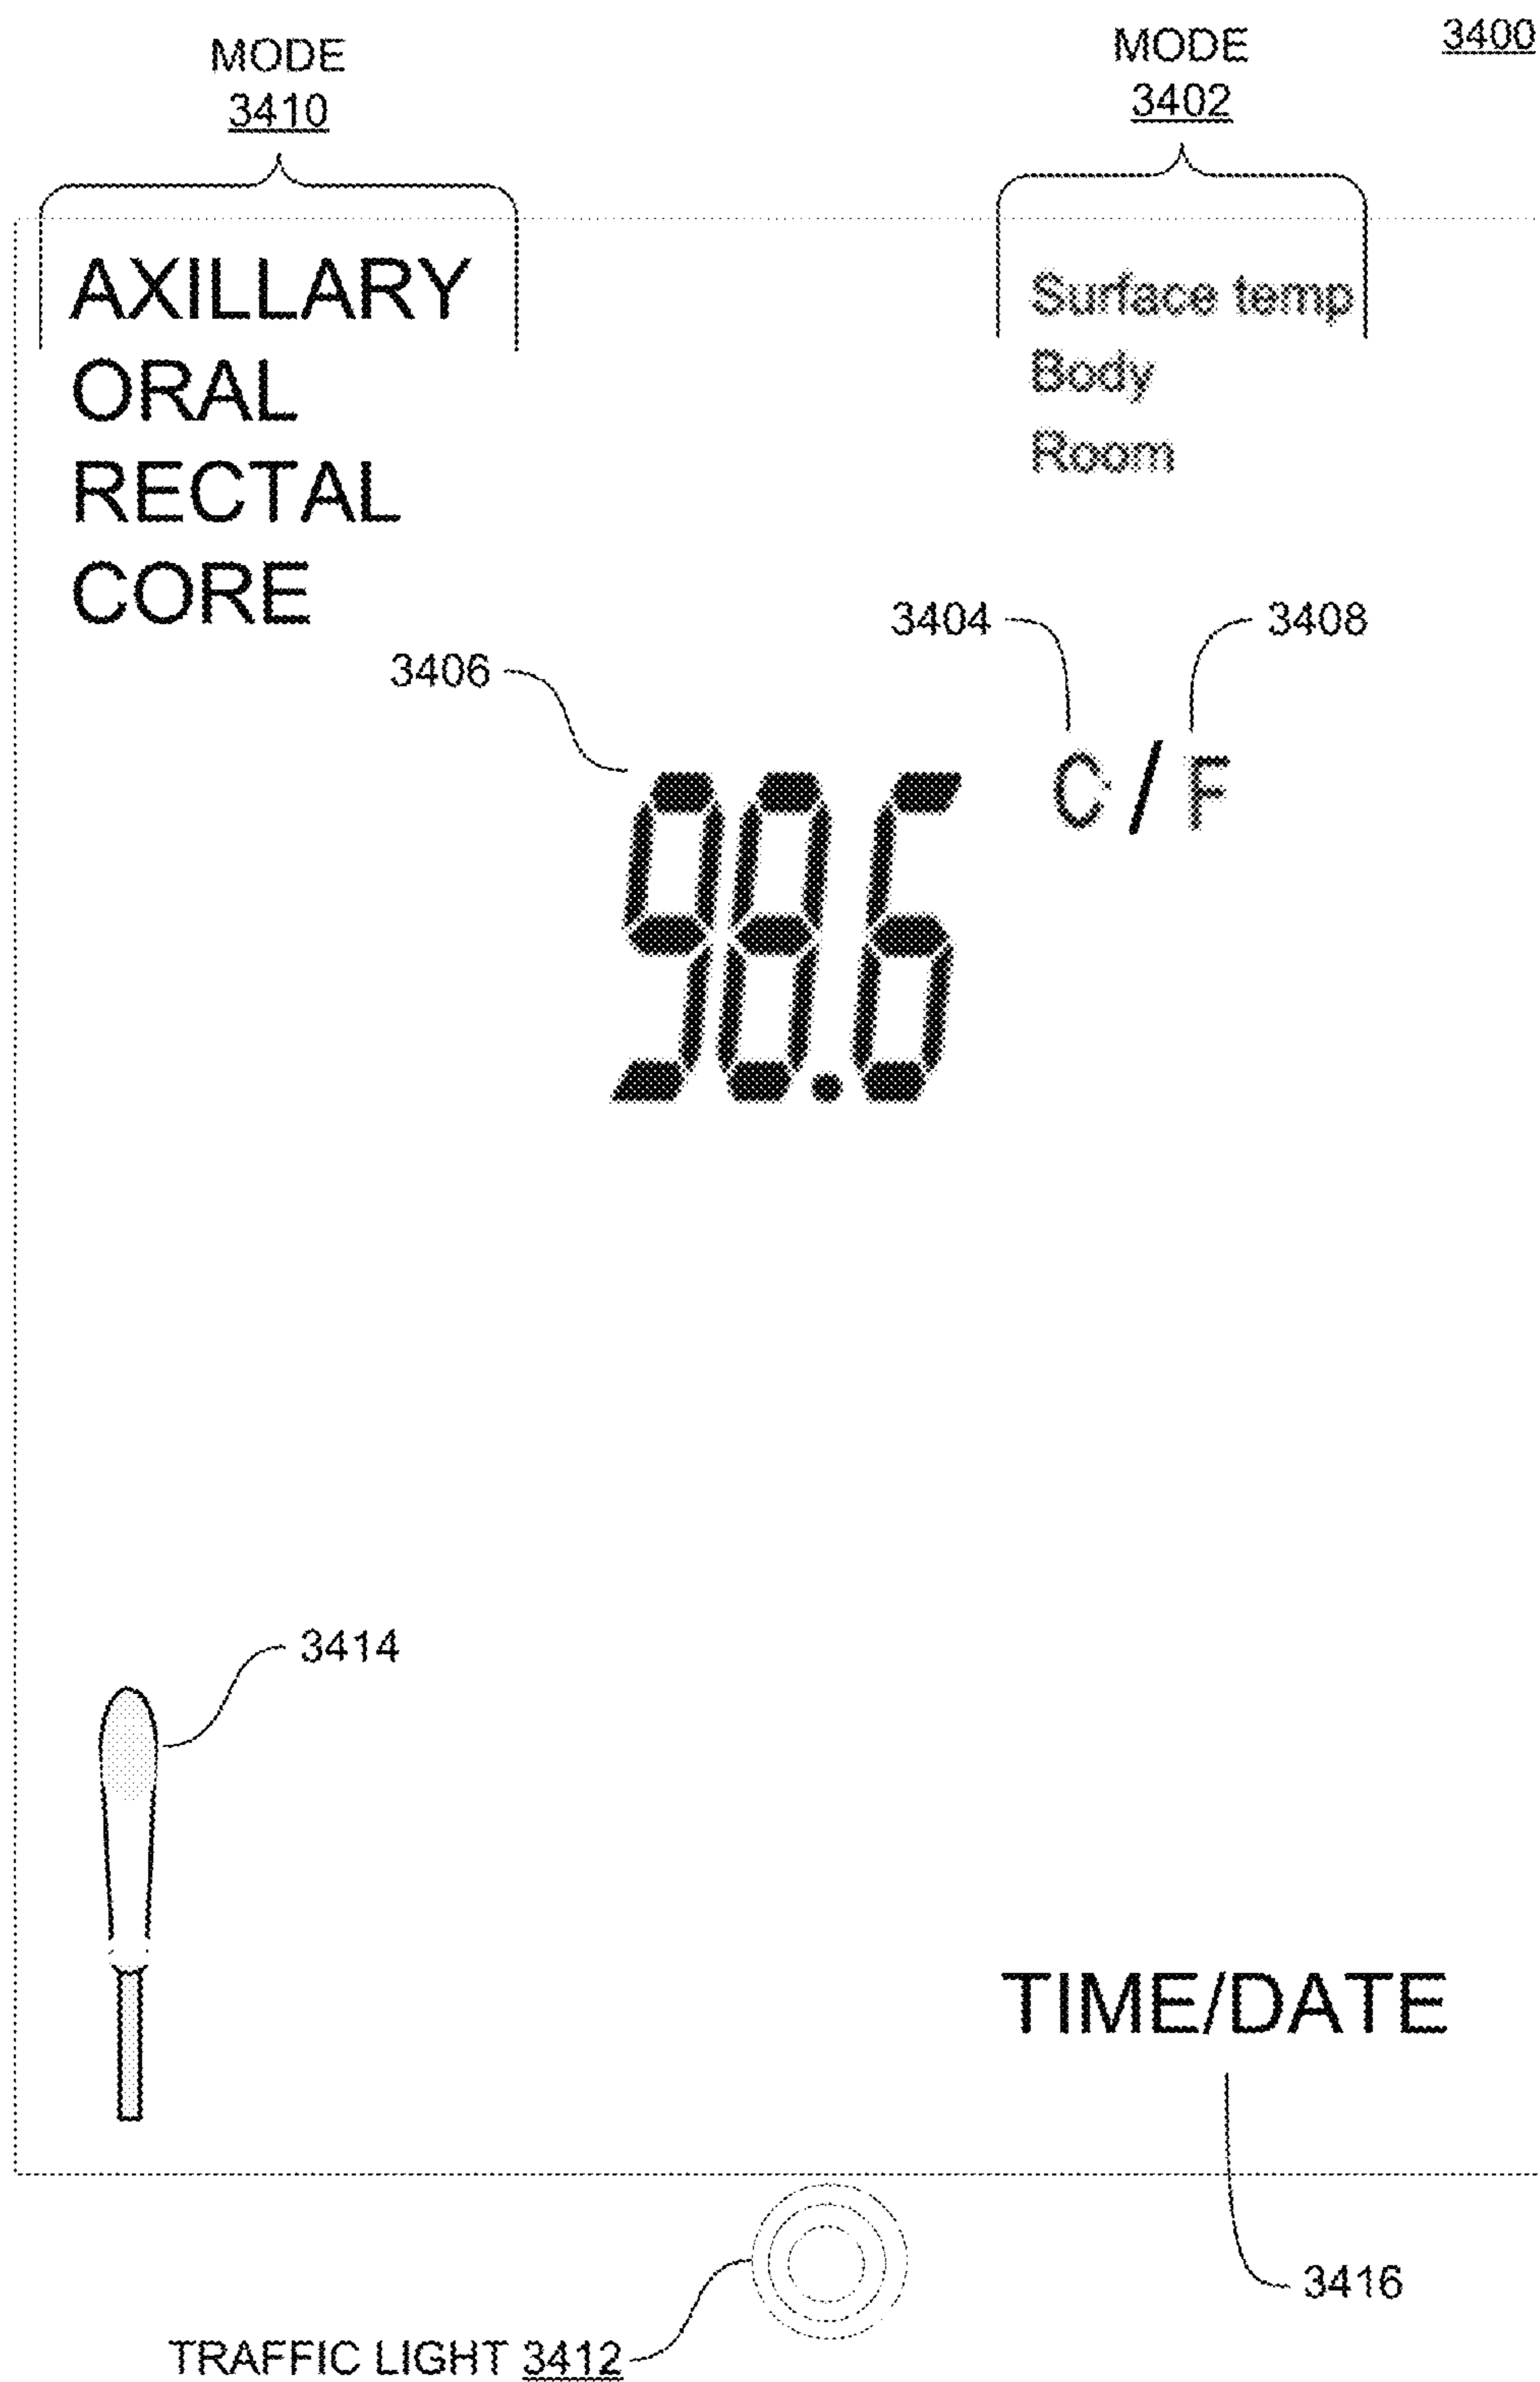 3400
MODE
3410
MODE
3402
AXILLARY
ORAL
RECTAL
CORE
Surface temp
Body
Room
3404
3408
3406
C / F
98.6
3414
TIME/DATE
3416
TRAFFIC LIGHT 3412